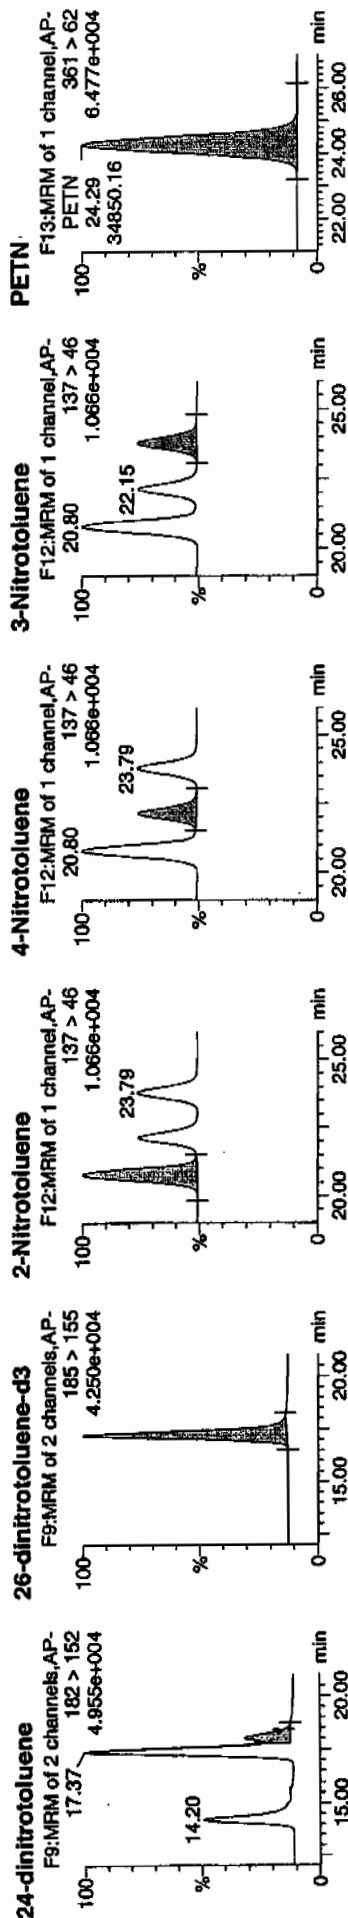 24-dinitrotoluene
F9:MRM of 2 channels,AP-
182 > 152
4.955e+004
17.37
14.20
100
%
0
15.00
20.00
min
26-dinitrotoluene-d3
F9:MRM of 2 channels,AP-
185 > 155
4.250e+004
100
%
0
15.00
20.00
min
2-Nitrotoluene
F12:MRM of 1 channel,AP-
137 > 46
1.066e+004
23.79
100
%
0
20.00
25.00
min
4-Nitrotoluene
F12:MRM of 1 channel,AP-
20.80
137 > 46
1.066e+004
23.79
100
%
0
20.00
25.00
min
3-Nitrotoluene
F12:MRM of 1 channel,AP-
20.80
137 > 46
1.066e+004
22.15
100
%
0
20.00
25.00
min
PETN
F13:MRM of 1 channel,AP-
PETN
361 > 62
24.29
6.477e+004
34850.16
100
%
0
22.00
24.00
26.00
min